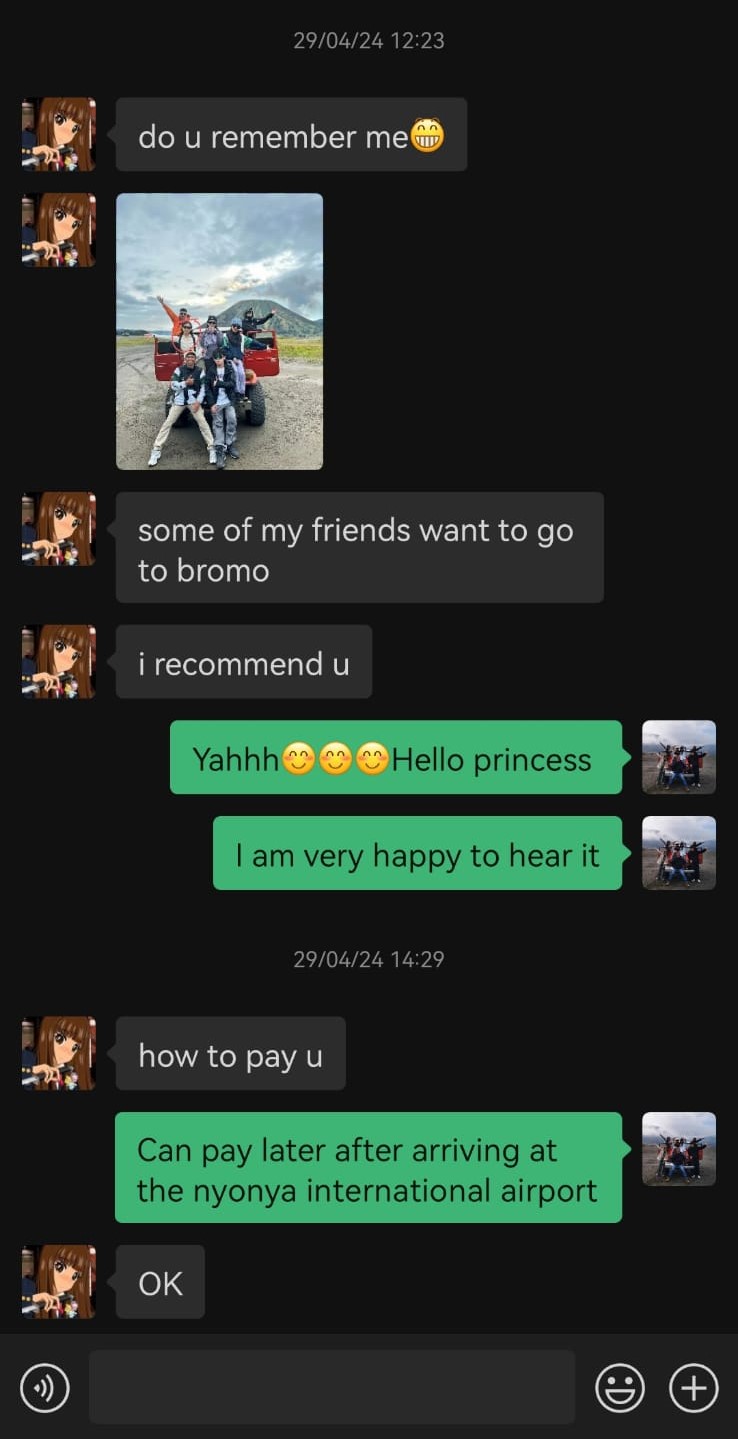 29/04/24 12:23
do u remember me😁
some of my friends want to go
to bromo
i recommend u
Yahhh😊😊😊Hello princess
I am very happy to hear it
29/04/24 14:29
how to pay u
Can pay later after arriving at
the nyonya international airport
OK